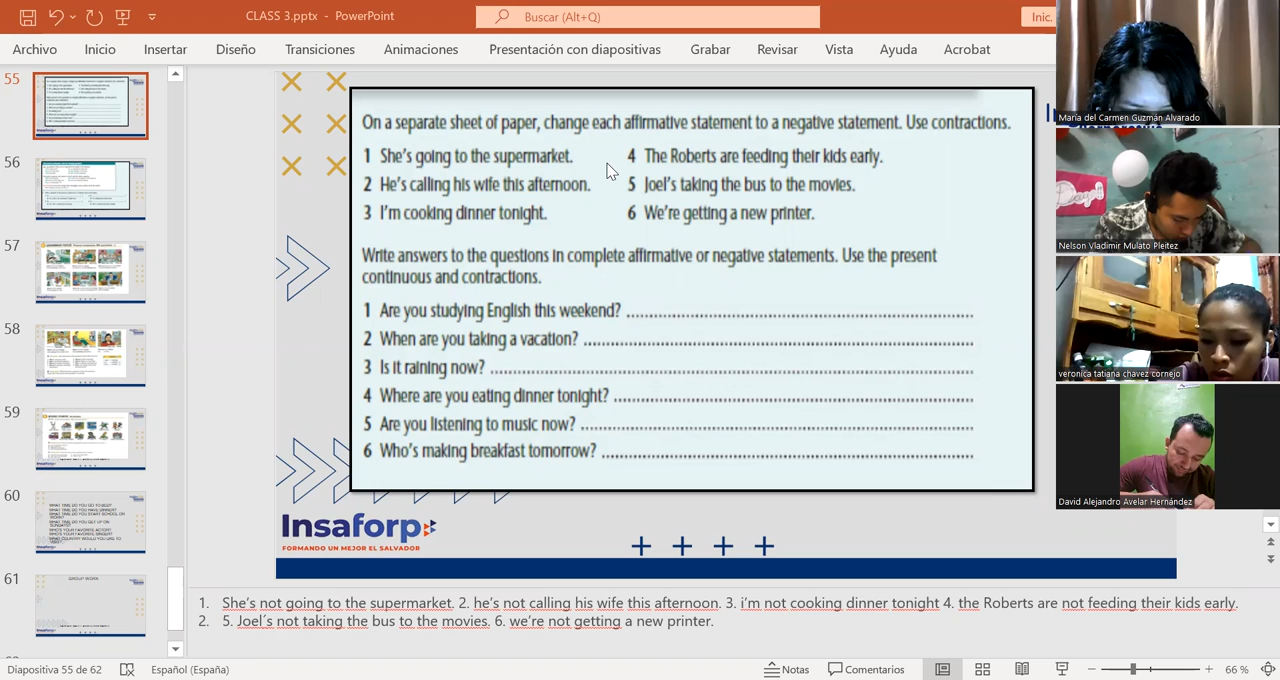 CLASS 3.pptx - PowerPoint
Buscar (Alt+Q)
Inic.
Archivo Inicio Insertar Diseño Transiciones Animaciones Presentación con diapositivas Grabar Revisar Vista Ayuda Acrobat
55
56
57
58
59
60
61
On a separate sheet of paper, change each affirmative statement to a negative statement. Use contractions.
1 She's going to the supermarket.
2 He's calling his wife this afternoon.
3 I'm cooking dinner tonight.
4 The Roberts are feeding their kids early.
5 Joel's taking the bus to the movies.
6 We're getting a new printer.
Write answers to the questions in complete affirmative or negative statements. Use the present
continuous and contractions.
1 Are you studying English this weekend?
2 When are you taking a vacation?
3 Is it raining now?
4 Where are you eating dinner tonight?
5 Are you listening to music now?
6 Who's making breakfast tomorrow?
Insaforp
FORMANDO UN MEJOR EL SALVADOR
María del Carmen Guzmán Alvarado
Nelson Vladimir Mulato Pleitez
veronica tatiana chavez cornejo
David Alejandro Avelar Hernández
1. She's not going to the supermarket. 2. he's not calling his wife this afternoon. 3. i'm not cooking dinner tonight 4. the Roberts are not feeding their kids early.
2. 5. Joel´s not taking the bus to the movies. 6. we're not getting a new printer.
Diapositiva 55 de 62 Español (España) Notas Comentarios 66 %